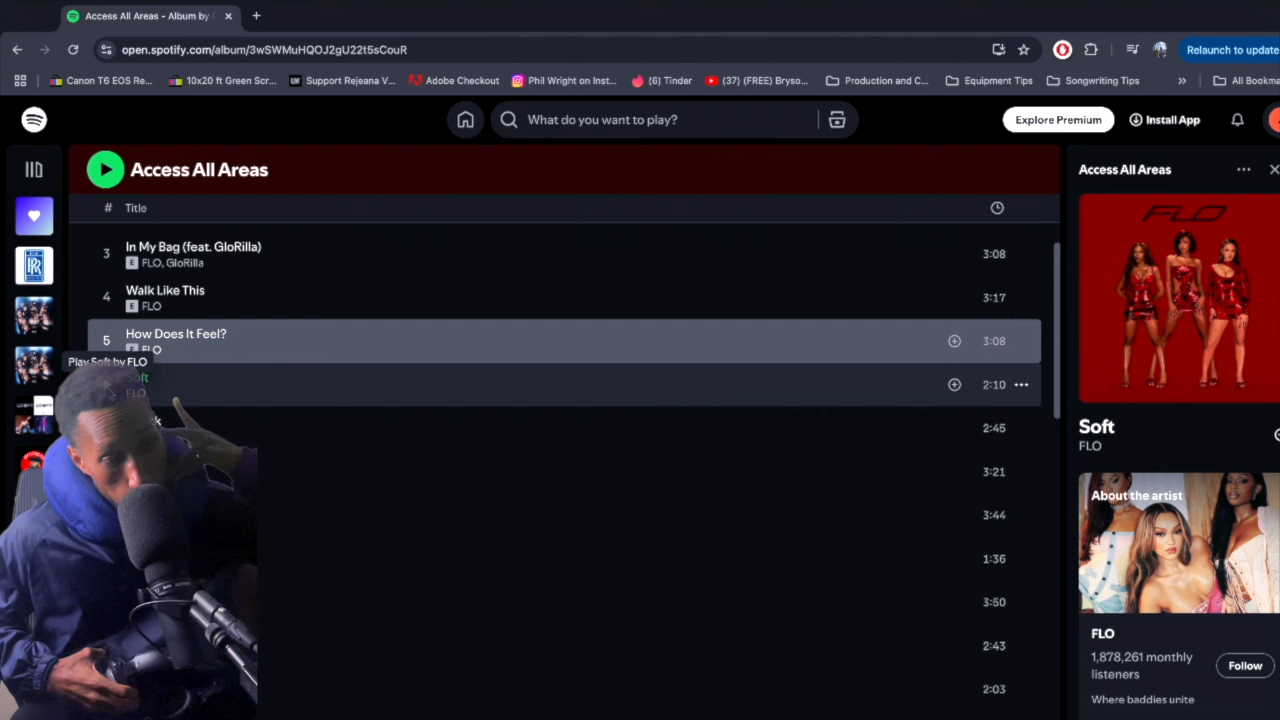 Access All Areas - Album by
open.spotify.com/album/3wSWMuHQOJ2gU22t5sCouR
Relaunch to update
Canon T6 EOS Re... 10x20 ft Green Scr... Support Rejeana V... Adobe Checkout Phil Wright on Inst... (6) Tinder (37) (FREE) Bryso... Production and C... Equipment Tips Songwriting Tips » All Bookma
What do you want to play?
Explore Premium
Install App
Access All Areas
# Title
3 In My Bag (feat. GloRilla) 3:08
E FLO, GloRilla
4 Walk Like This 3:17
E FLO
5 How Does It Feel? 3:08
E FLO
Play Soft by FLO
Soft 2:10
FLO
2:45
3:21
3:44
1:36
3:50
2:43
2:03
Access All Areas
FLO
Soft
FLO
About the artist
FLO
1,878,261 monthly
listeners
Follow
Where baddies unite